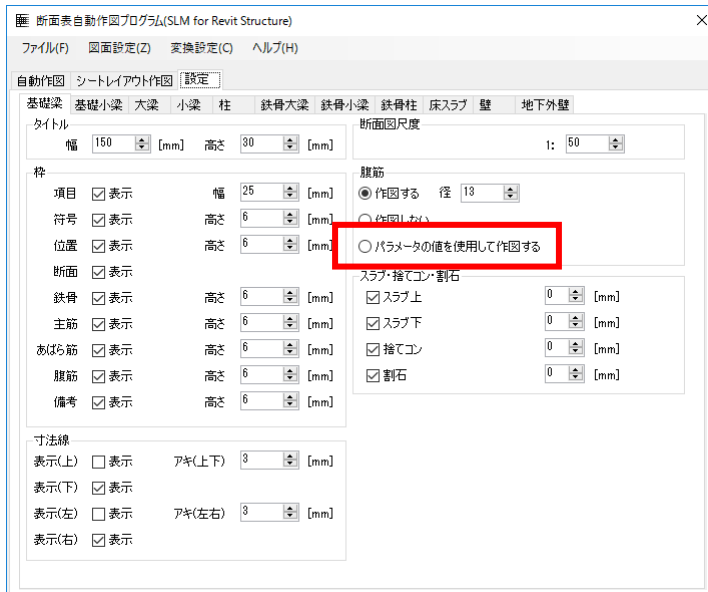 断面表自動作図プログラム(SLM for Revit Structure)
ファイル(F) 図面設定(Z) 変換設定(C) ヘルプ(H)
自動作図 シートレイアウト作図 設定
基礎梁 基礎小梁 大梁 小梁 柱 鉄骨大梁 鉄骨小梁 鉄骨柱 床スラブ 壁 地下外壁
タイトル
幅 150 [mm] 高さ 30 [mm]
断面図尺度
1: 50
枠
項目 表示 幅 25 [mm]
符号 表示 高さ 6 [mm]
位置 表示 高さ 6 [mm]
断面 表示
鉄骨 表示 高さ 6 [mm]
主筋 表示 高さ 6 [mm]
あばら筋 表示 高さ 6 [mm]
腹筋 表示 高さ 6 [mm]
備考 表示 高さ 6 [mm]
腹筋
作図する 径 13
作図しない
パラメータの値を使用して作図する
スラブ・捨てコン・割石
スラブ上 0 [mm]
スラブ下 0 [mm]
捨てコン 0 [mm]
割石 0 [mm]
寸法線
表示(上) 表示 アキ(上下) 3 [mm]
表示(下) 表示
表示(左) 表示 アキ(左右) 3 [mm]
表示(右) 表示